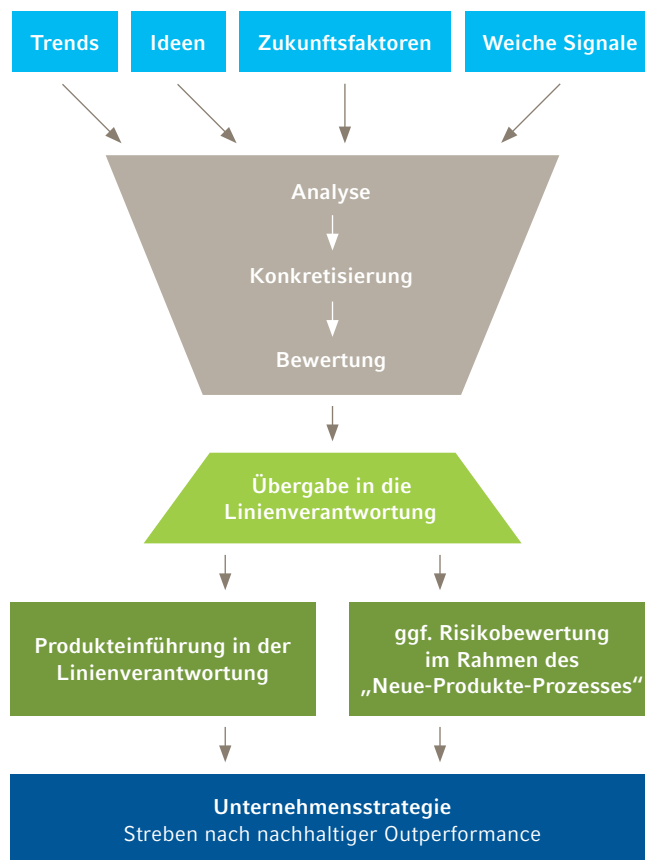 Trends
Ideen
Zukunftsfaktoren
Weiche Signale
Analyse
Konkretisierung
Bewertung
Übergabe in die
Linienverantwortung
Produkteinführung in der
Linienverantwortung
ggf. Risikobewertung
im Rahmen des
„Neue-Produkte-Prozesses“
Unternehmensstrategie
Streben nach nachhaltiger Outperformance